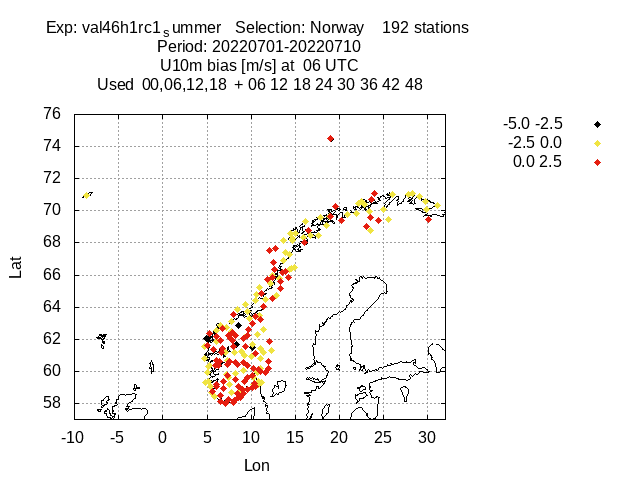 Exp: val46h1rc1summer   Selection: Norway    192 stations
Period: 20220701-20220710
U10m bias [m/s] at  06 UTC
Used  00,06,12,18  + 06 12 18 24 30 36 42 48
-5.0 -2.5
-2.5 0.0
0.0 2.5
76
74
72
70
68
66
64
62
60
58
Lat
-10 -5 0 5 10 15 20 25 30
Lon